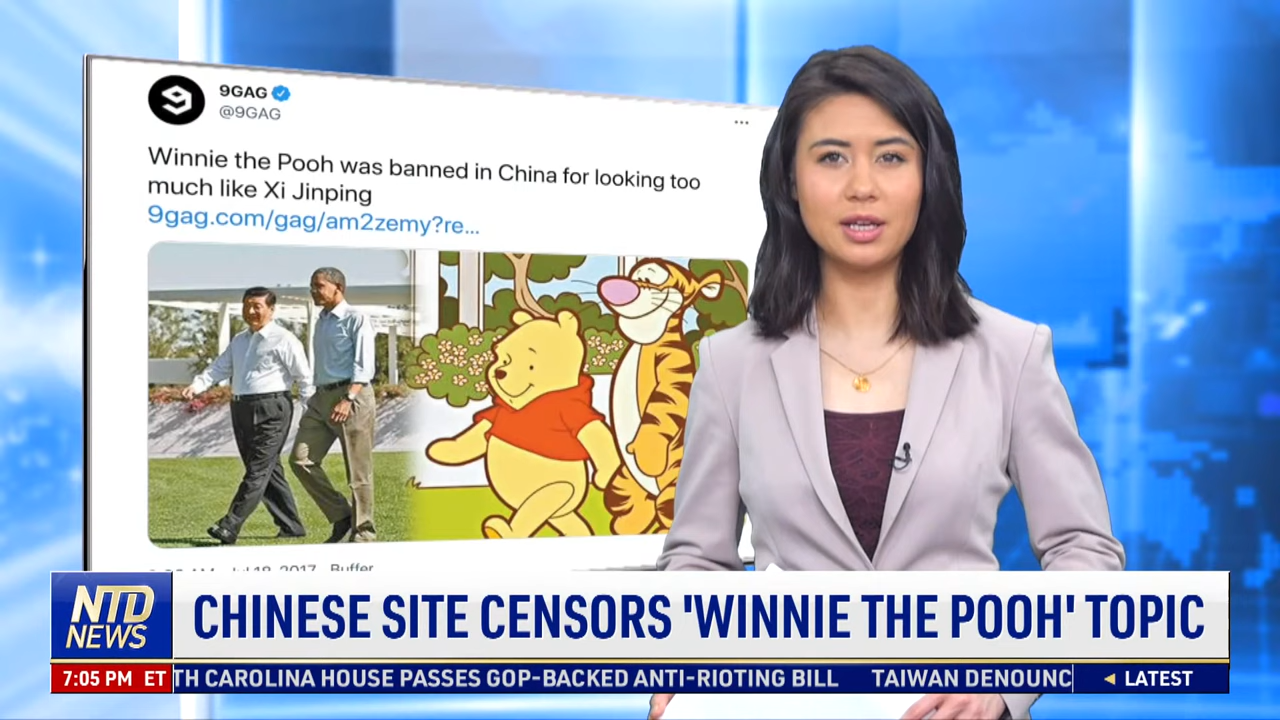 9GAG
@9GAG
...
Winnie the Pooh was banned in China for looking too
much like Xi Jinping
9gag.com/gag/am2zemy?re...
2017 Buffer
NTD
NEWS
CHINESE SITE CENSORS 'WINNIE THE POOH' TOPIC
7:05 PM ET
TH CAROLINA HOUSE PASSES GOP-BACKED ANTI-RIOTING BILL TAIWAN DENOUNC
LATEST